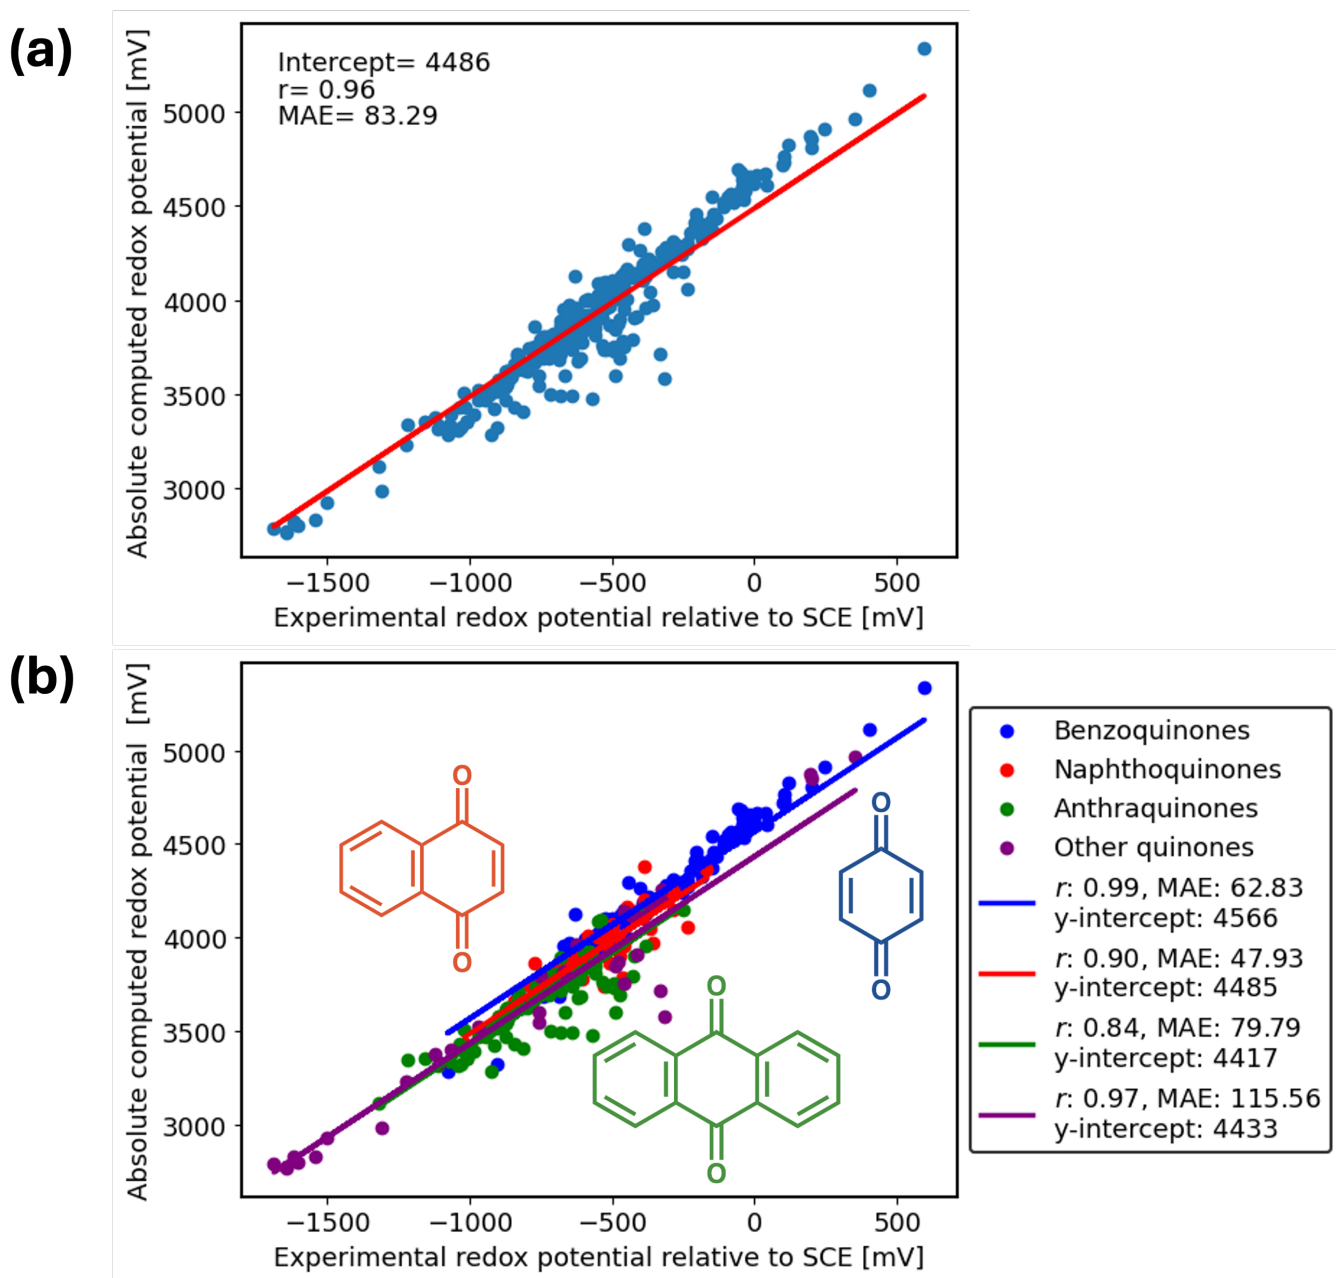 (a)
Intercept= 4486
r= 0.96
MAE= 83.29
Absolute computed redox potential [mV]
5000
4500
4000
3500
3000
−1500 −1000 −500 0 500
Experimental redox potential relative to SCE [mV]
(b)
Absolute computed redox potential [mV]
5000
4500
4000
3500
3000
O
O
O
O
O
O
−1500 −1000 −500 0 500
Experimental redox potential relative to SCE [mV]
Benzoquinones
Naphthoquinones
Anthraquinones
Other quinones
r: 0.99, MAE: 62.83
y-intercept: 4566
r: 0.90, MAE: 47.93
y-intercept: 4485
r: 0.84, MAE: 79.79
y-intercept: 4417
r: 0.97, MAE: 115.56
y-intercept: 4433